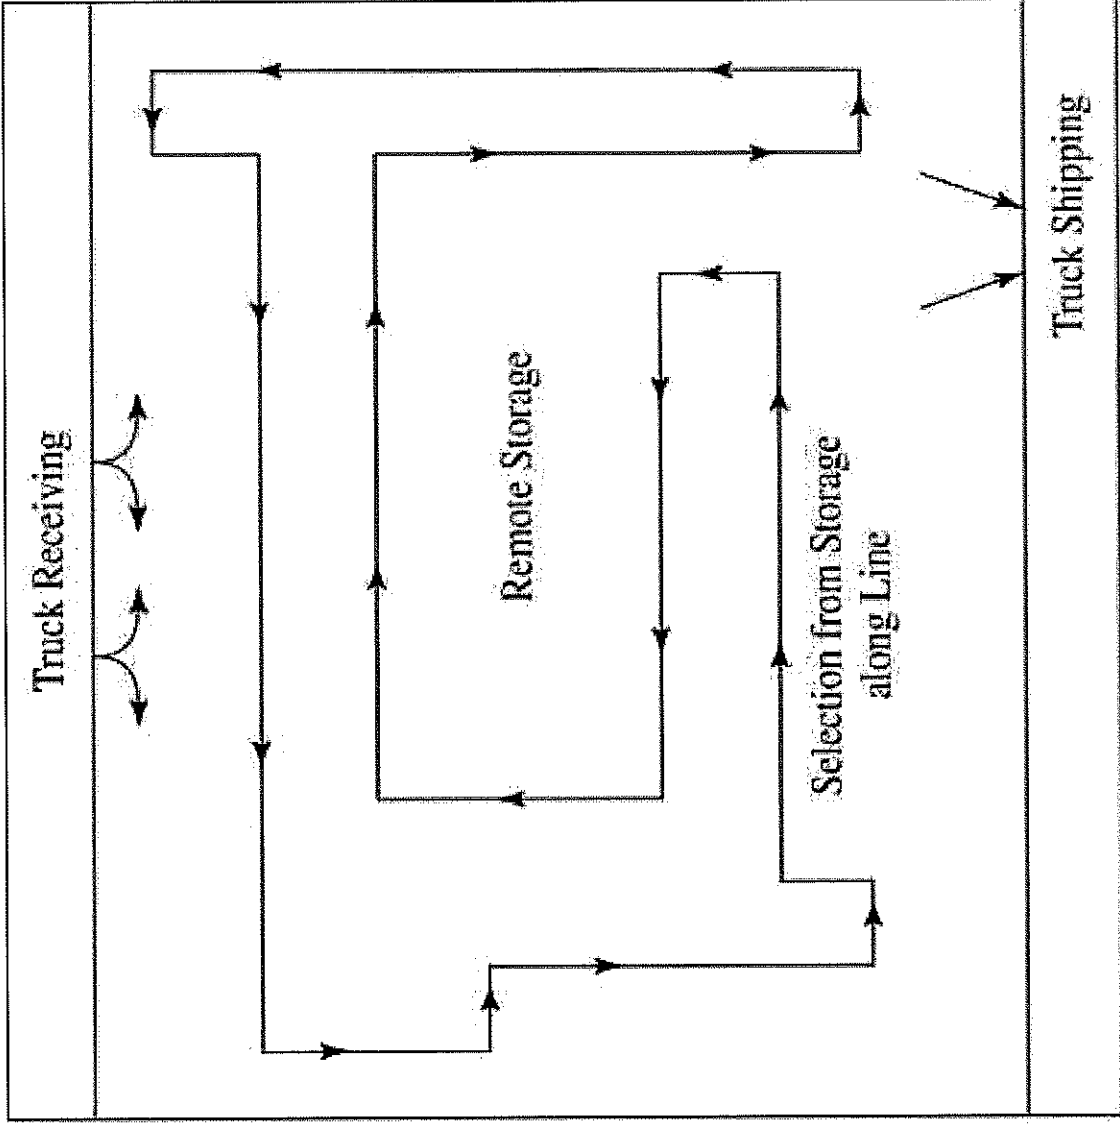 Truck Receiving
Remote Storage
Selection from Storage
along Line
Truck Shipping